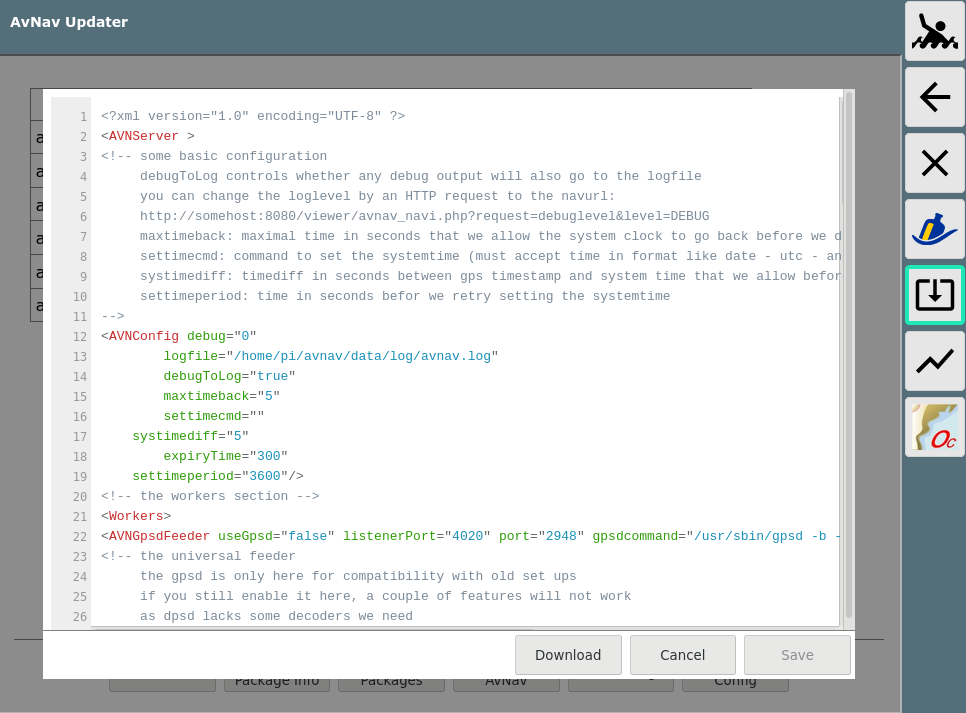 AvNav Updater
1 <?xml version="1.0" encoding="UTF-8" ?>
2 <AVNServer >
3 <!-- some basic configuration
4 debugToLog controls whether any debug output will also go to the logfile
5 you can change the loglevel by an HTTP request to the navurl:
6 http://somehost:8080/viewer/avnav_navi.php?request=debuglevel&level=DEBUG
7 maxtimeback: maximal time in seconds that we allow the system clock to go back before we d
8 settimecmd: command to set the systemtime (must accept time in format like date - utc - an
9 systimediff: timediff in seconds between gps timestamp and system time that we allow befor
10 settimeperiod: time in seconds befor we retry setting the systemtime
11 -->
12 <AVNConfig debug="0"
13 logfile="/home/pi/avnav/data/log/avnav.log"
14 debugToLog="true"
15 maxtimeback="5"
16 settimecmd=""
17 systimediff="5"
18 expiryTime="300"
19 settimeperiod="3600"/>
20 <!-- the workers section -->
21 <Workers>
22 <AVNGpsdFeeder useGpsd="false" listenerPort="4020" port="2948" gpsdcommand="/usr/sbin/gpsd -b -
23 <!-- the universal feeder
24 the gpsd is only here for compatibility with old set ups
25 if you still enable it here, a couple of features will not work
26 as dpsd lacks some decoders we need
a
a
a
a
a
a
Download Cancel Save
Package Info Packages AvNav Config
Oc